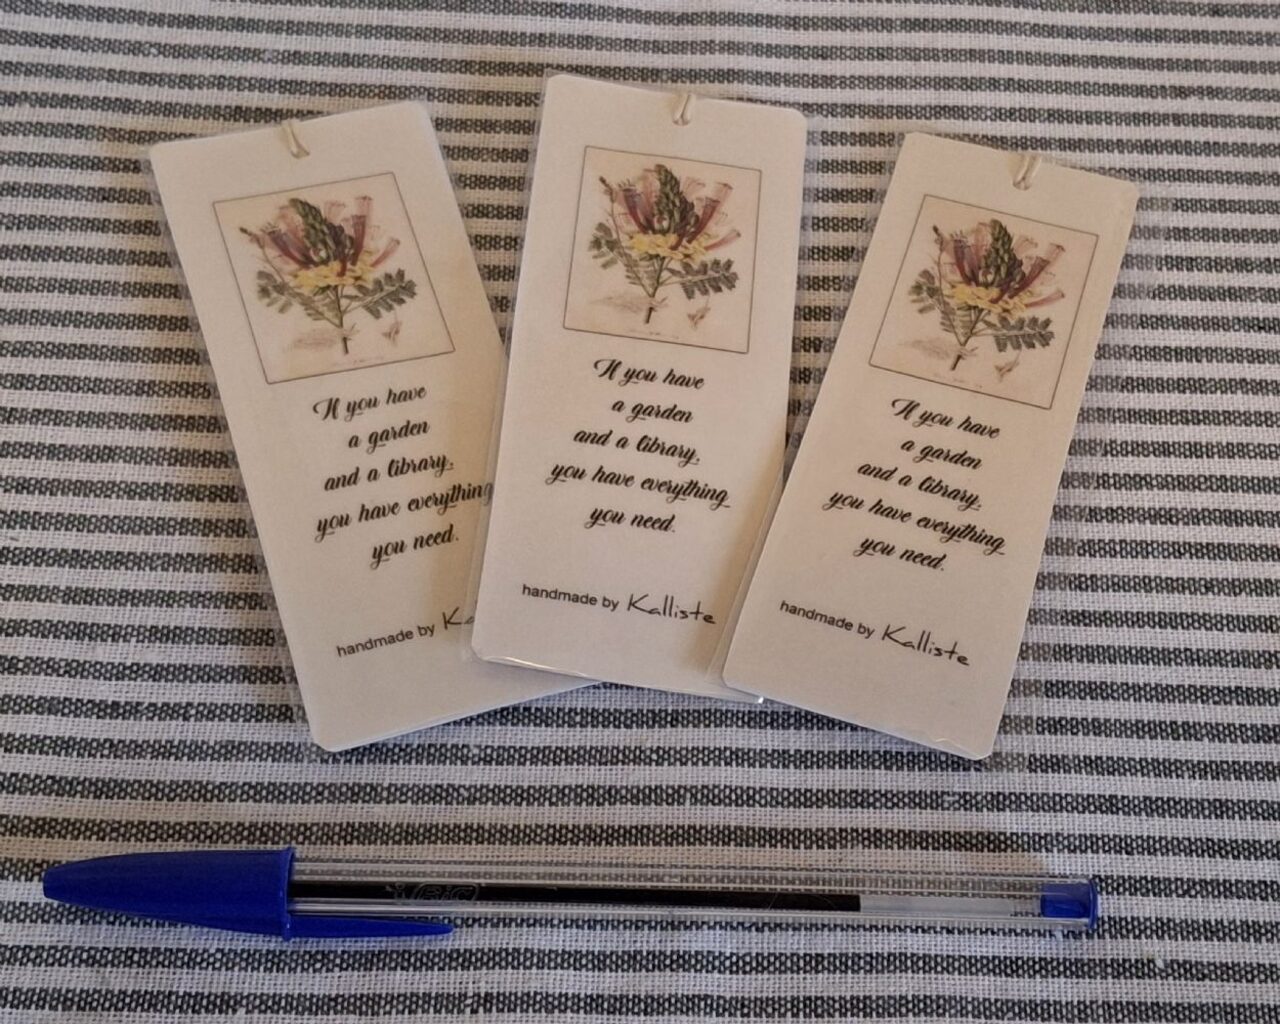 If you have
a garden
and a library,
you have everything
you need.
handmade by
If you have
a garden
and a library,
you have everything
you need.
handmade by Kalliste
If you have
a garden
and a library,
you have everything
you need.
handmade by Kalliste
BIC